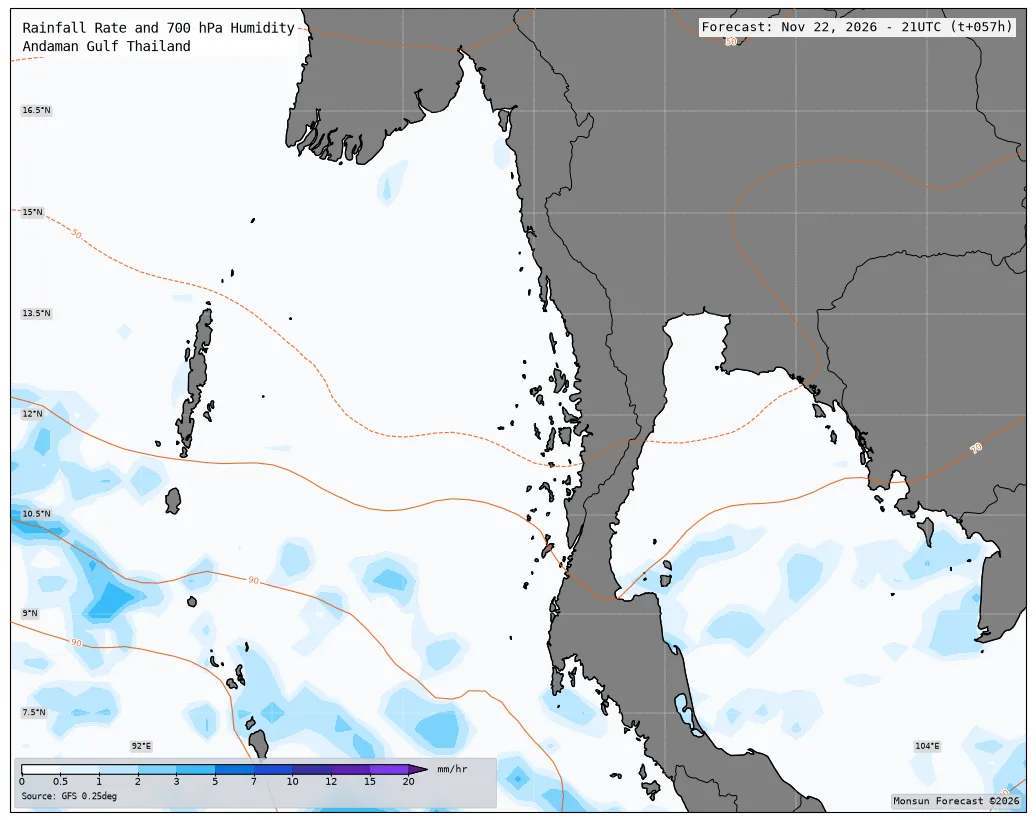 Rainfall Rate and 700 hPa Humidity
Andaman Gulf Thailand
Forecast: Nov 22, 2026 - 21UTC (t+057h)
50
16.5°N
15°N
50
13.5°N
12°N
70
10.5°N
90
9°N
90
7.5°N
92°E
104°E
0 0.5 1 2 3 5 7 10 12 15 20 mm/hr
Source: GFS 0.25deg
Monsun Forecast ©2026